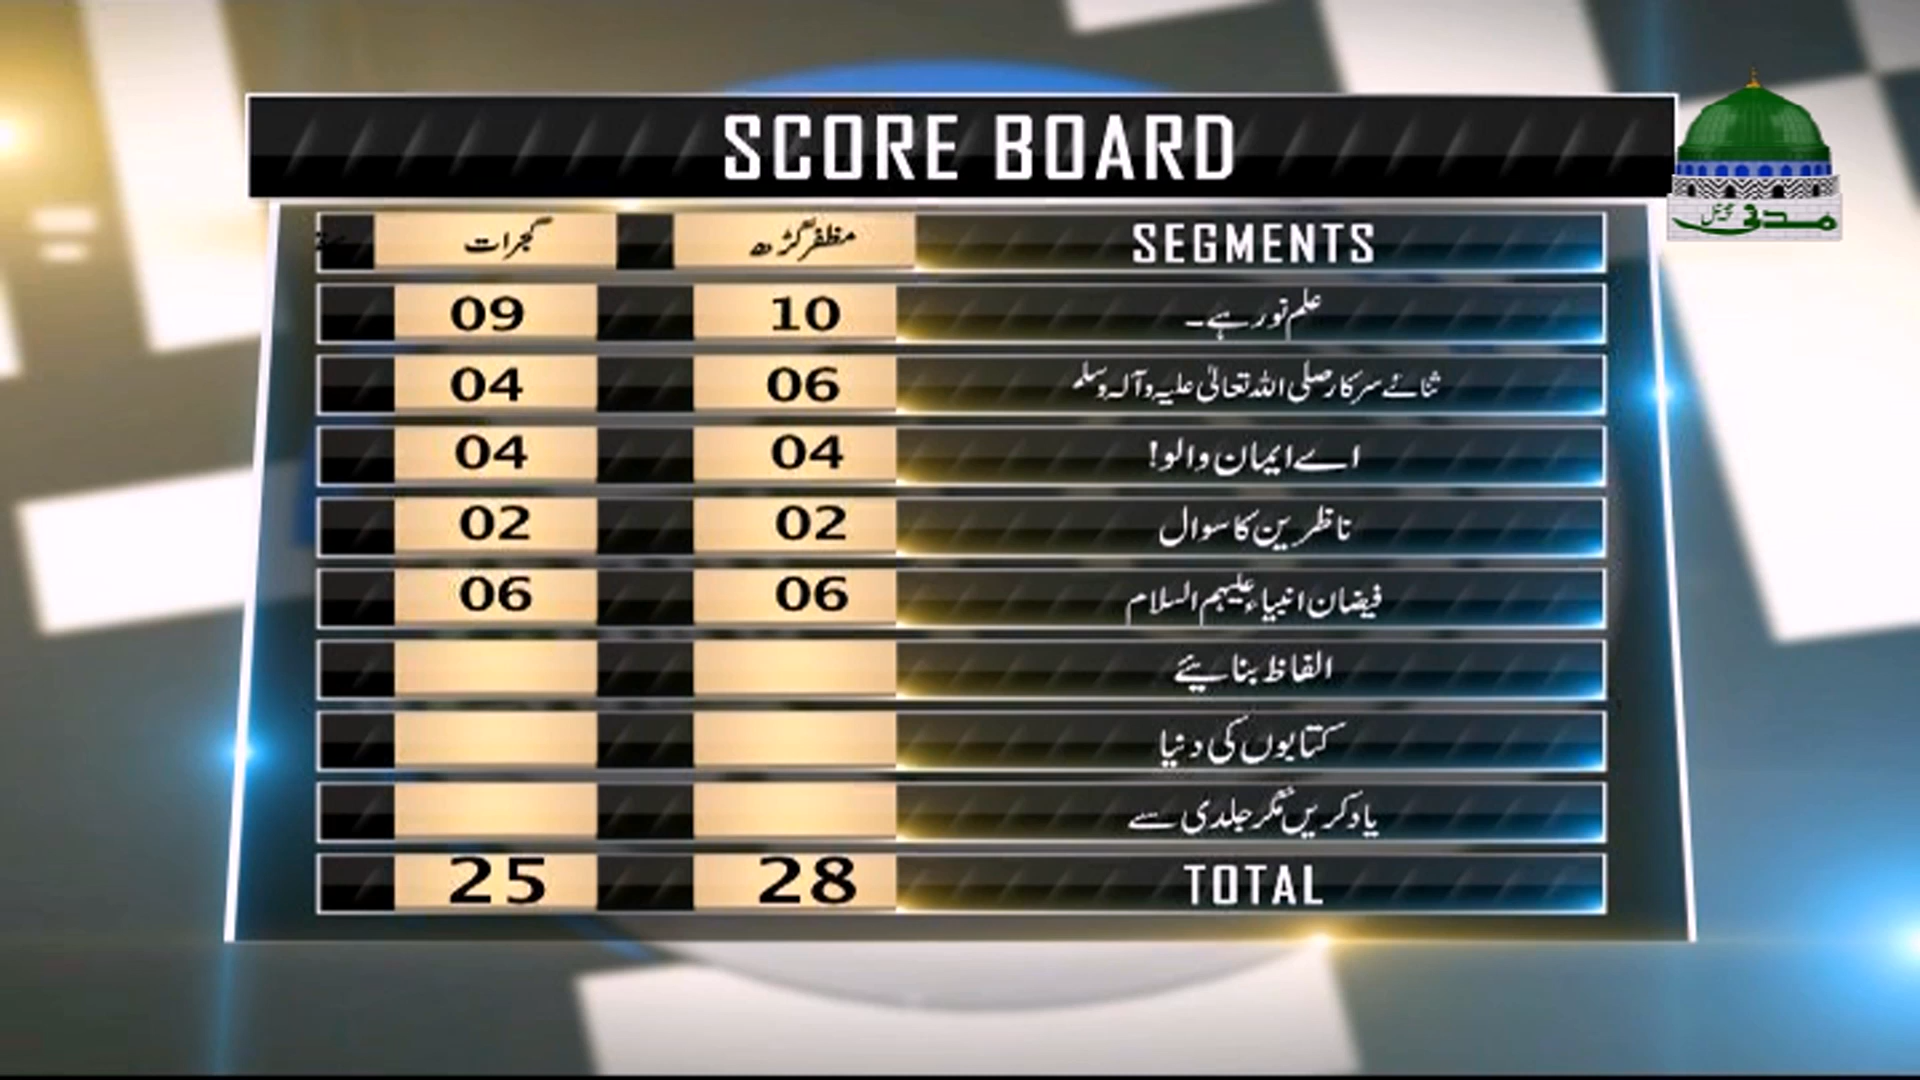 SCORE BOARD
مدنی چینل
SEGMENTS مظفر گڑھ گجرات
علم نور ہے۔ 10 09
ثنائے سرکار صلی اللہ تعالیٰ علیہ وآلہ وسلم 06 04
اے ایمان والو! 04 04
ناظرین کا سوال 02 02
فیضان انبیاء علیہم السلام 06 06
الفاظ بنائیے
کتابوں کی دنیا
یاد کریں مگر جلدی سے
TOTAL 28 25